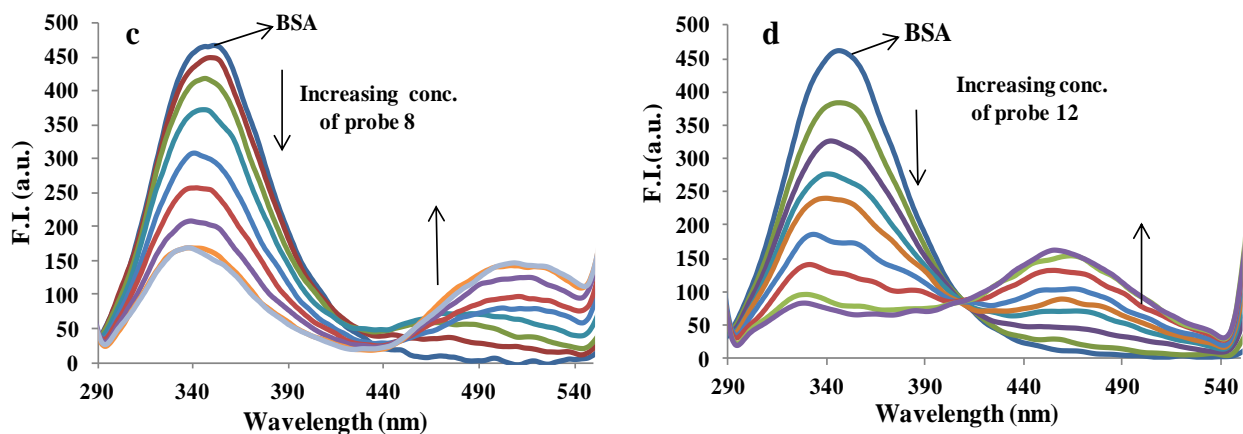 c
BSA
Increasing conc.
of probe 8
F.I. (a.u.)
500
450
400
350
300
250
200
150
100
50
0
290 340 390 440 490 540
Wavelength (nm)
d
BSA
Increasing conc.
of probe 12
F.I.(a.u.)
500
450
400
350
300
250
200
150
100
50
0
290 340 390 440 490 540
Wavelength (nm)